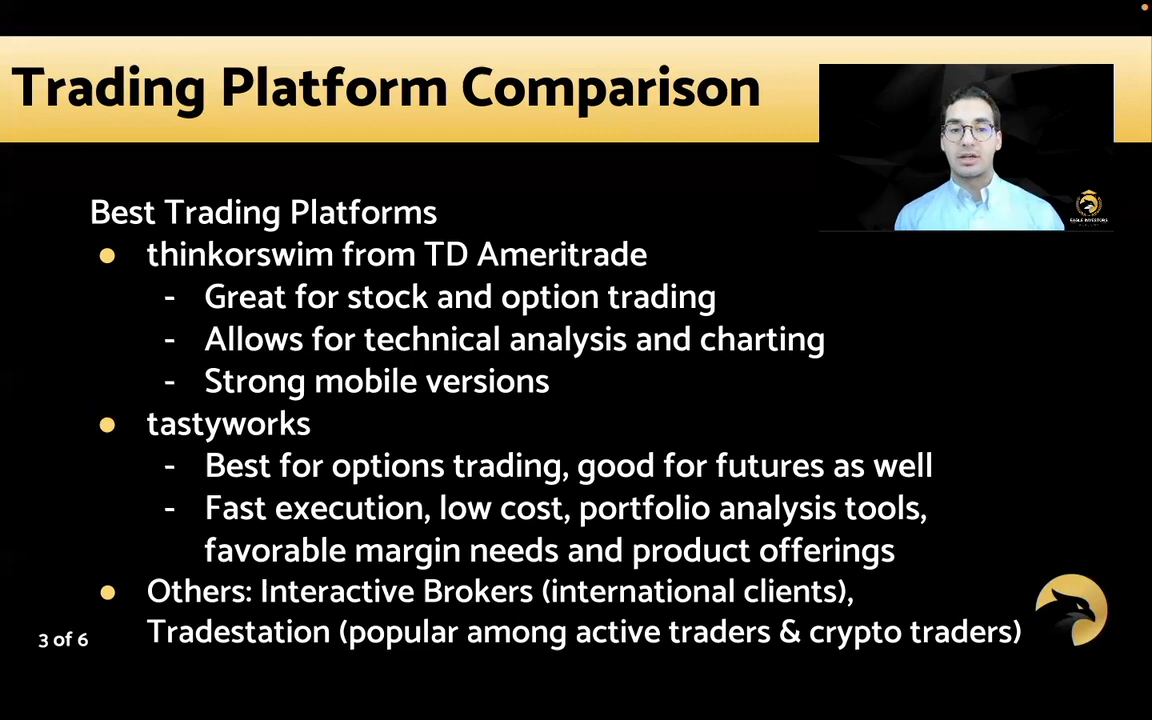 Trading Platform Comparison
EAGLE INVESTORS
Best Trading Platforms
● thinkorswim from TD Ameritrade
- Great for stock and option trading
- Allows for technical analysis and charting
- Strong mobile versions
● tastyworks
- Best for options trading, good for futures as well
- Fast execution, low cost, portfolio analysis tools,
favorable margin needs and product offerings
● Others: Interactive Brokers (international clients),
Tradestation (popular among active traders & crypto traders)
3 of 6